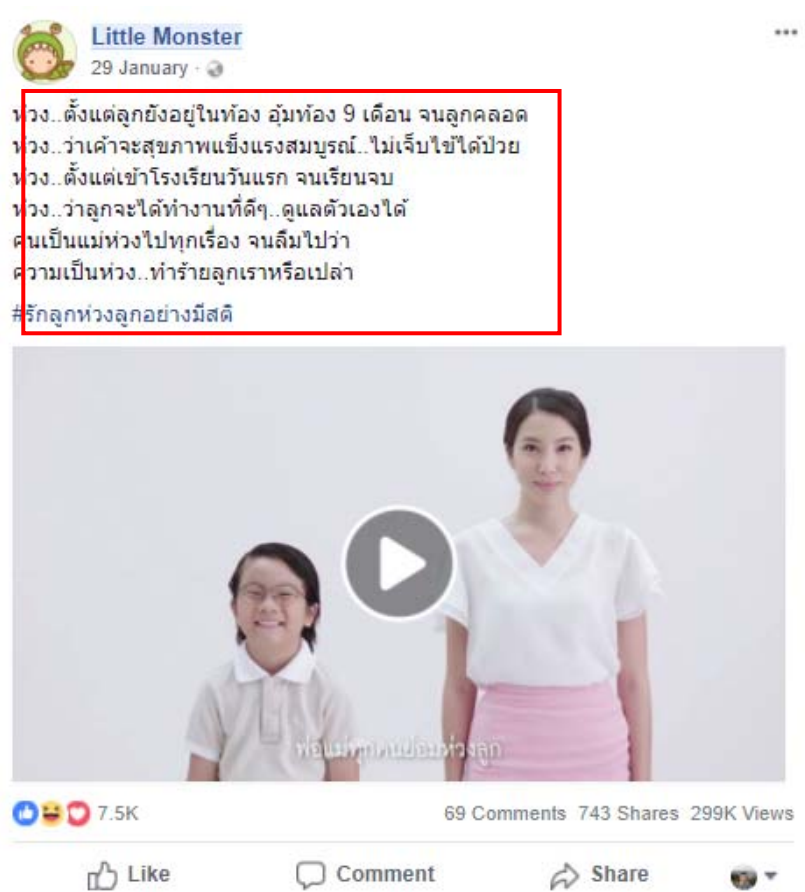 Little Monster
29 January
ห่วง..ตั้งแต่ลูกยังอยู่ในท้อง อุ้มท้อง 9 เดือน จนลูกคลอด
ห่วง..ว่าเค้าจะสุขภาพแข็งแรงสมบูรณ์..ไม่เจ็บไข้ได้ป่วย
ห่วง..ตั้งแต่เข้าโรงเรียนวันแรก จนเรียนจบ
ห่วง..ว่าลูกจะได้ทำงานที่ดีๆ..ดูแลตัวเองได้
คนเป็นแม่ห่วงไปทุกเรื่อง จนลืมไปว่า
ความเป็นห่วง..ทำร้ายลูกเราหรือเปล่า
#รักลูกห่วงลูกอย่างมีสติ
พ่อแม่ทุกคนย่อมห่วงลูก
7.5K 69 Comments 743 Shares 299K Views
Like Comment Share